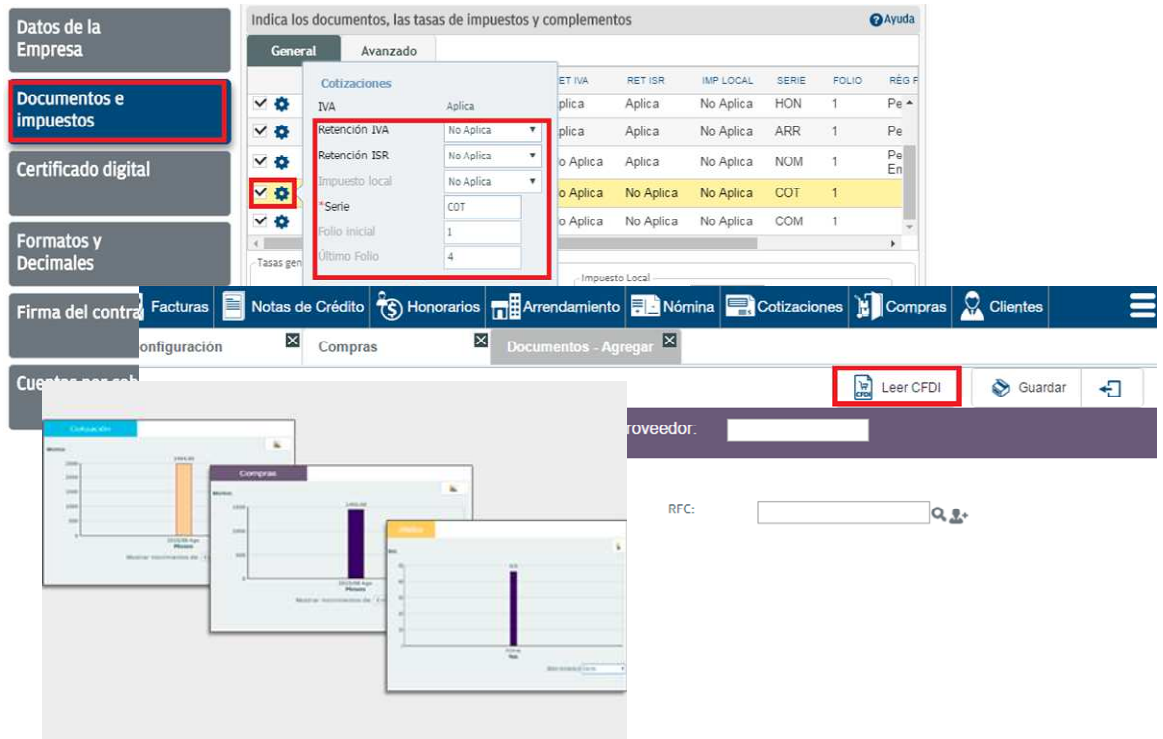 Datos de la
Empresa
Documentos e
impuestos
Certificado digital
Formatos y
Decimales
Firma del contra
Indica los documentos, las tasas de impuestos y complementos
Ayuda
General Avanzado
ET IVA RET ISR IMP LOCAL SERIE FOLIO RÉG F
plica Aplica No Aplica HON 1 Pe
plica Aplica No Aplica ARR 1 Pe
o Aplica Aplica No Aplica NOM 1 Pe
En
o Aplica No Aplica No Aplica COT 1
o Aplica No Aplica No Aplica COM 1
Cotizaciones
IVA Aplica
Retención IVA No Aplica
Retención ISR No Aplica
Impuesto local No Aplica
*Serie COT
Folio inicial 1
Último Folio 4
Tasas gen
Impuesto Local
Facturas Notas de Crédito Honorarios Arrendamiento Nómina Cotizaciones Compras Clientes
onfiguración Compras Documentos - Agregar
CFDI Leer CFDI Guardar
roveedor:
RFC:
Cotización
Compras
Meses
Meses